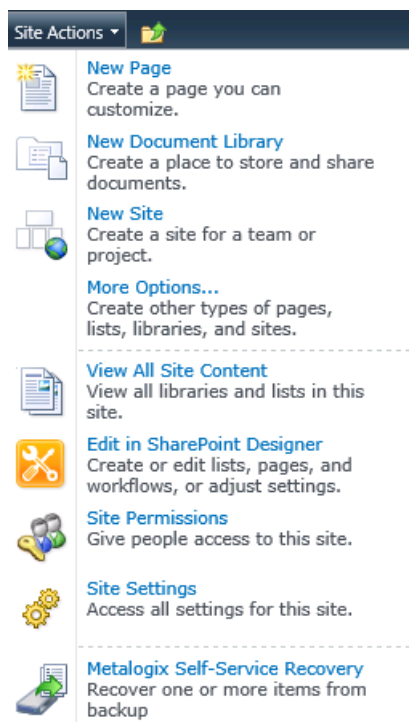 Site Actions
New Page
Create a page you can
customize.
New Document Library
Create a place to store and share
documents.
New Site
Create a site for a team or
project.
More Options...
Create other types of pages,
lists, libraries, and sites.
View All Site Content
View all libraries and lists in this
site.
Edit in SharePoint Designer
Create or edit lists, pages, and
workflows, or adjust settings.
Site Permissions
Give people access to this site.
Site Settings
Access all settings for this site.
Metalogix Self-Service Recovery
Recover one or more items from
backup